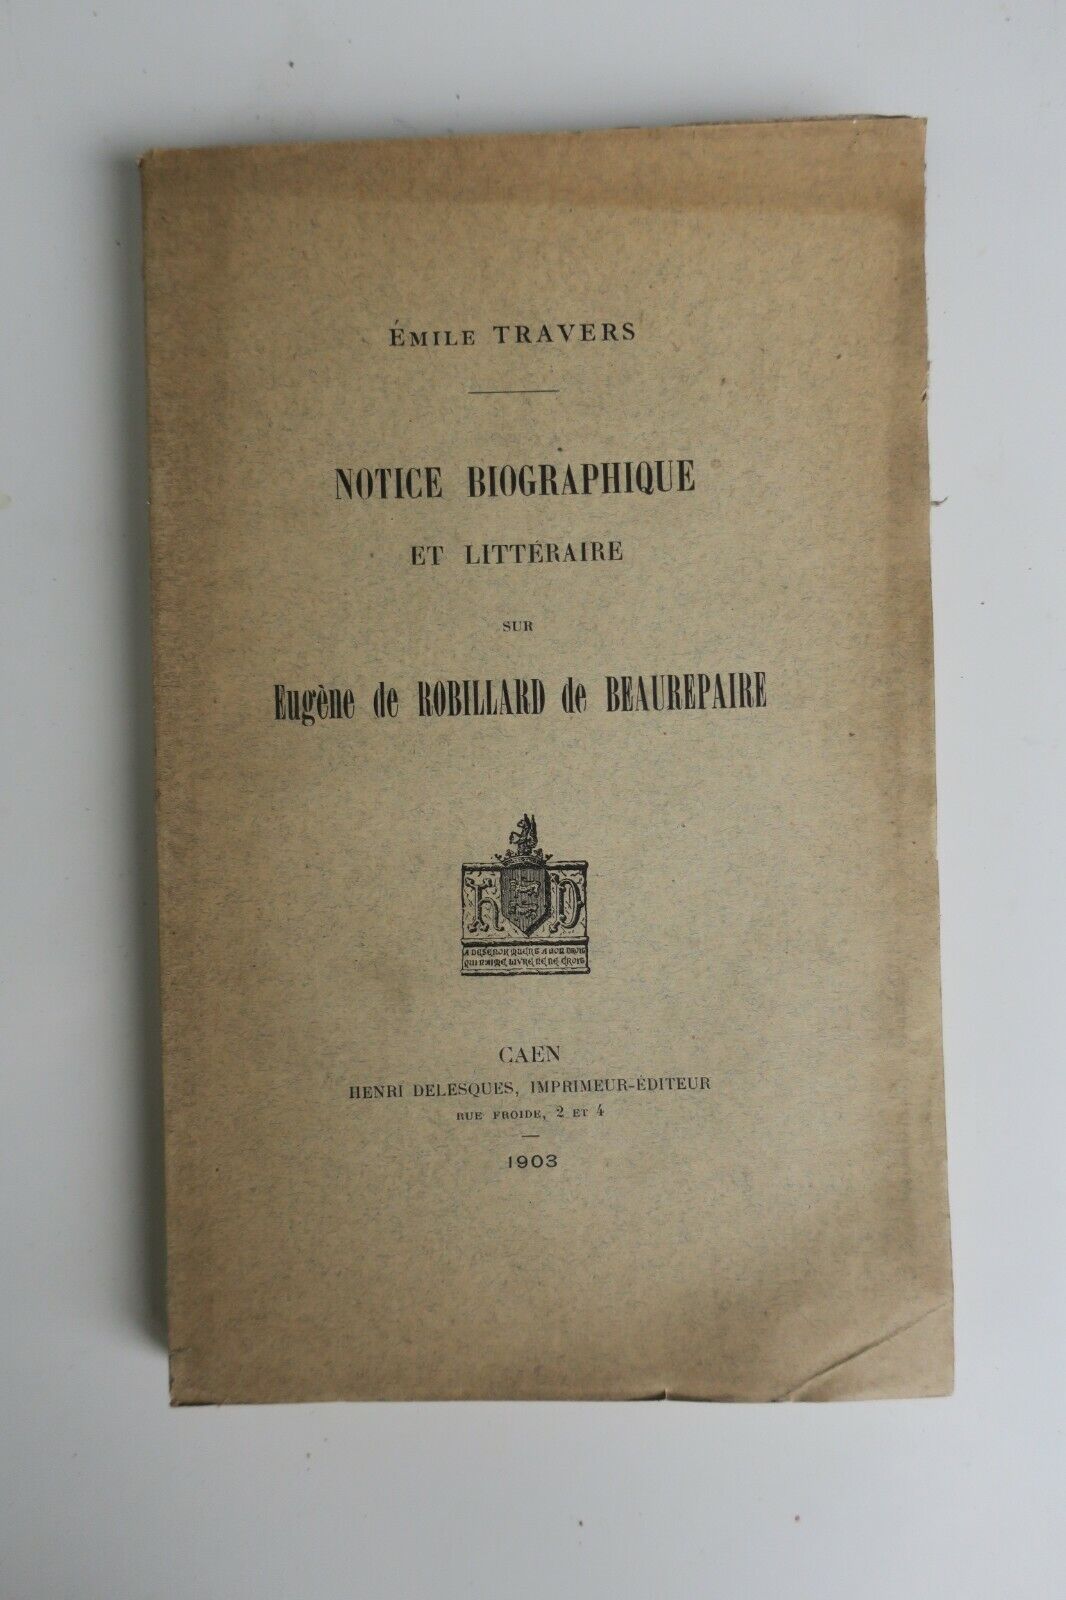 ÉMILE TRAVERS
NOTICE BIOGRAPHIQUE
ET LITTÉRAIRE
SUR
Eugène de ROBILLARD de BEAUREPAIRE
H D
CAEN
HENRI DELESQUES, IMPRIMEUR-ÉDITEUR
RUE FROIDE, 2 ET 4
1903